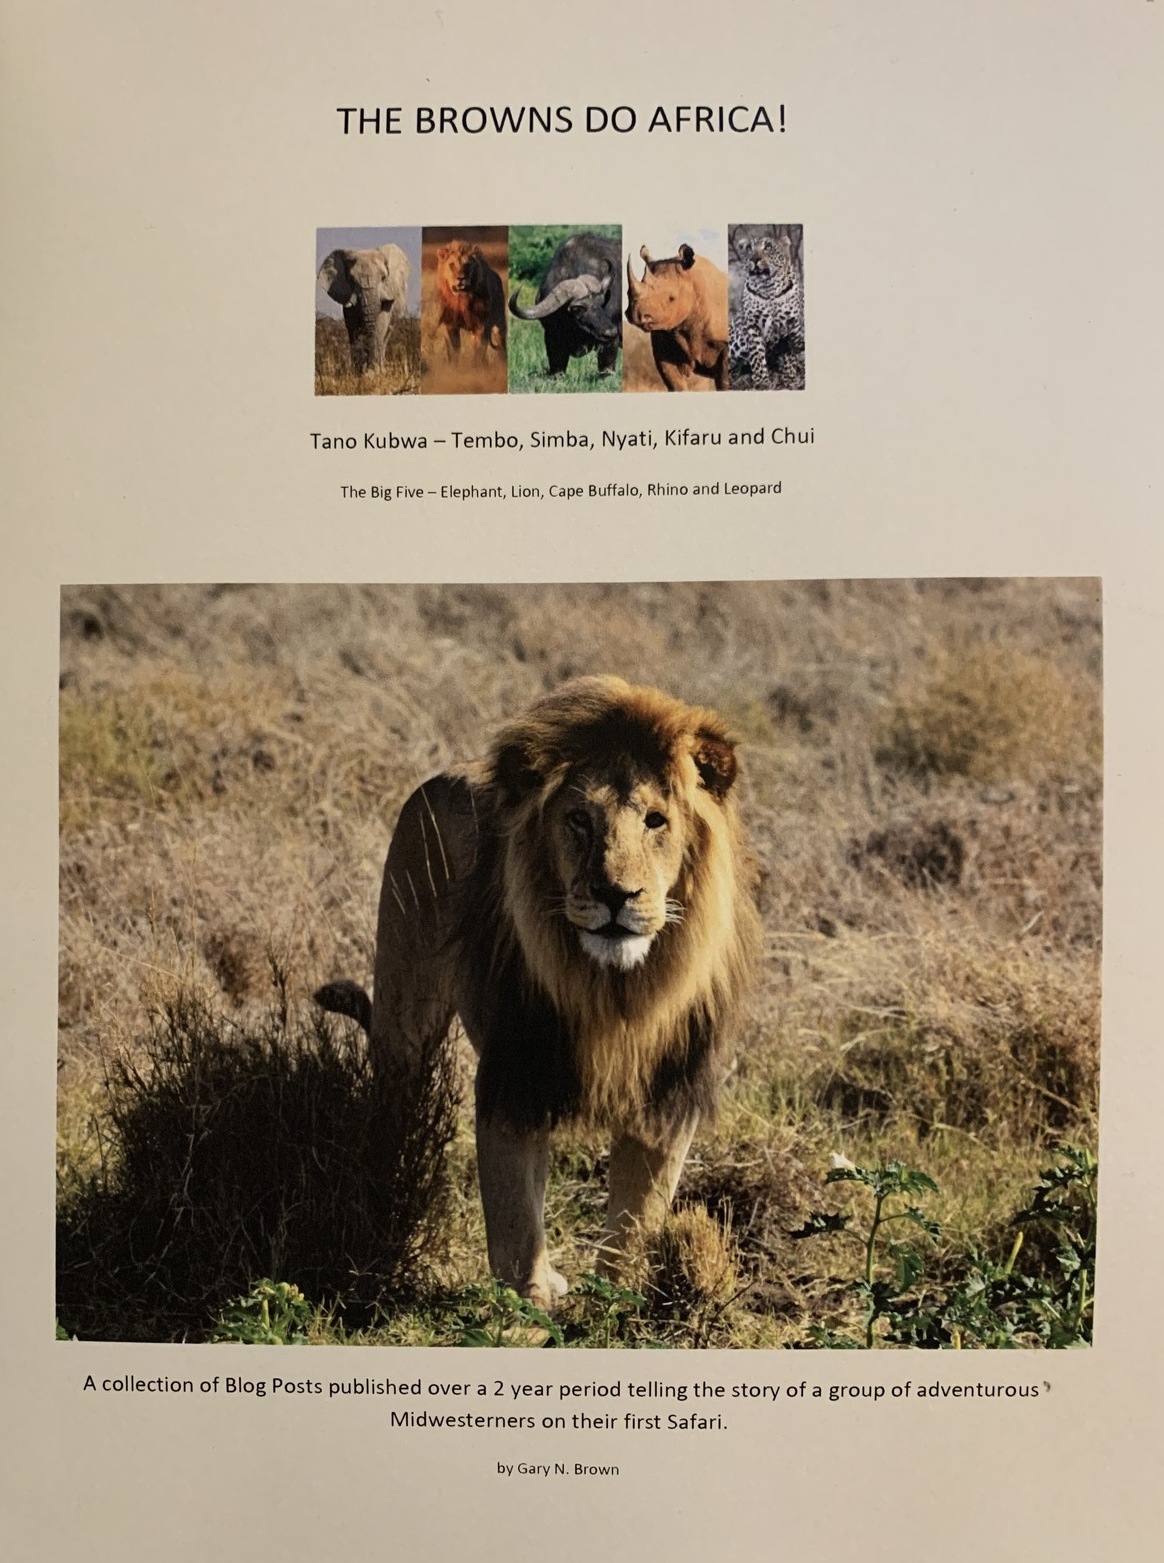 THE BROWNS DO AFRICA!
Tano Kubwa – Tembo, Simba, Nyati, Kifaru and Chui
The Big Five – Elephant, Lion, Cape Buffalo, Rhino and Leopard
A collection of Blog Posts published over a 2 year period telling the story of a group of adventurous
Midwesterners on their first Safari.
by Gary N. Brown